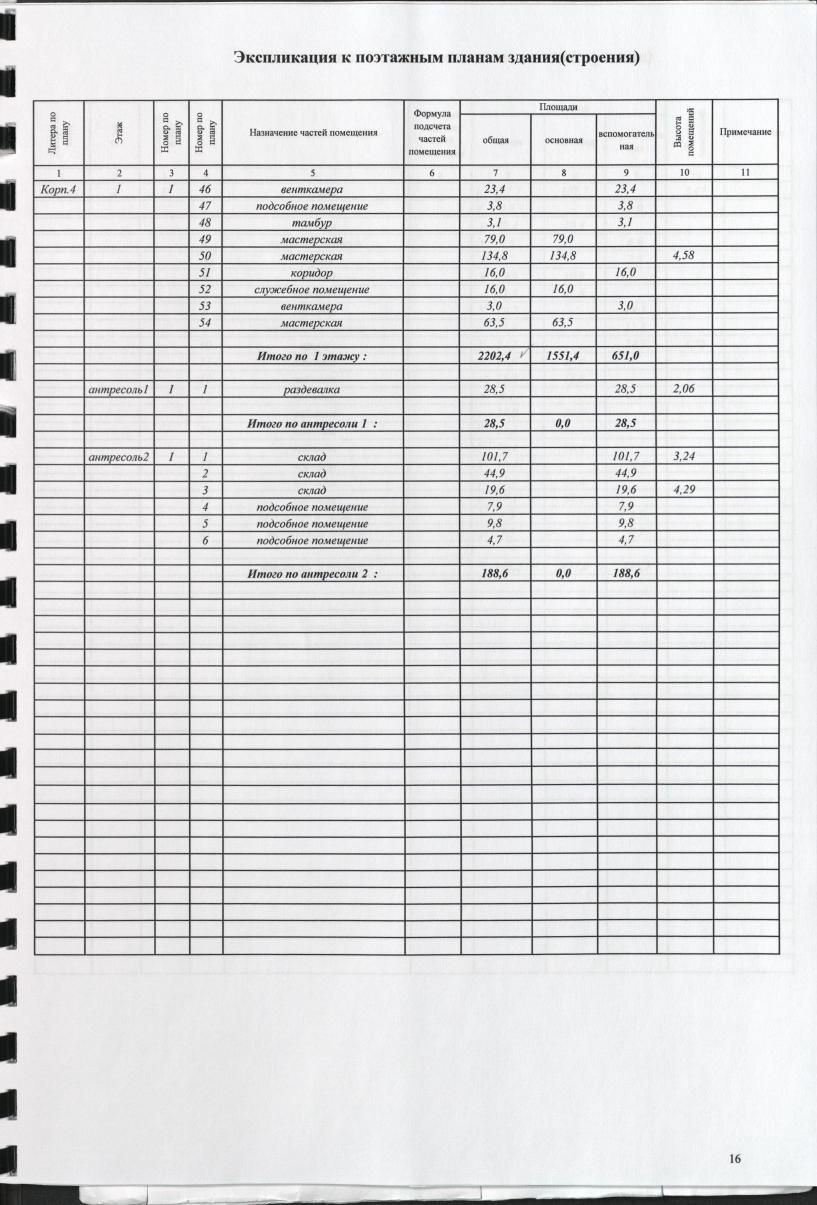 Экспликация к поэтажным планам здания(строения)
Литера по плану Этаж Номер по плану Номер по плану Назначение частей помещения Формула подсчета частей помещения Площади Высота помещений Примечание
общая основная вспомогательная
1 2 3 4 5 6 7 8 9 10 11
Корп.4 1 I 46 венткамера 23,4 23,4
47 подсобное помещение 3,8 3,8
48 тамбур 3,1 3,1
49 мастерская 79,0 79,0
50 мастерская 134,8 134,8 4,58
51 коридор 16,0 16,0
52 служебное помещение 16,0 16,0
53 венткамера 3,0 3,0
54 мастерская 63,5 63,5
Итого по 1 этажу : 2202,4 1551,4 651,0
антресоль1 I 1 раздевалка 28,5 28,5 2,06
Итого по антресоли 1 : 28,5 0,0 28,5
антресоль2 I 1 склад 101,7 101,7 3,24
2 склад 44,9 44,9
3 склад 19,6 19,6 4,29
4 подсобное помещение 7,9 7,9
5 подсобное помещение 9,8 9,8
6 подсобное помещение 4,7 4,7
Итого по антресоли 2 : 188,6 0,0 188,6
16